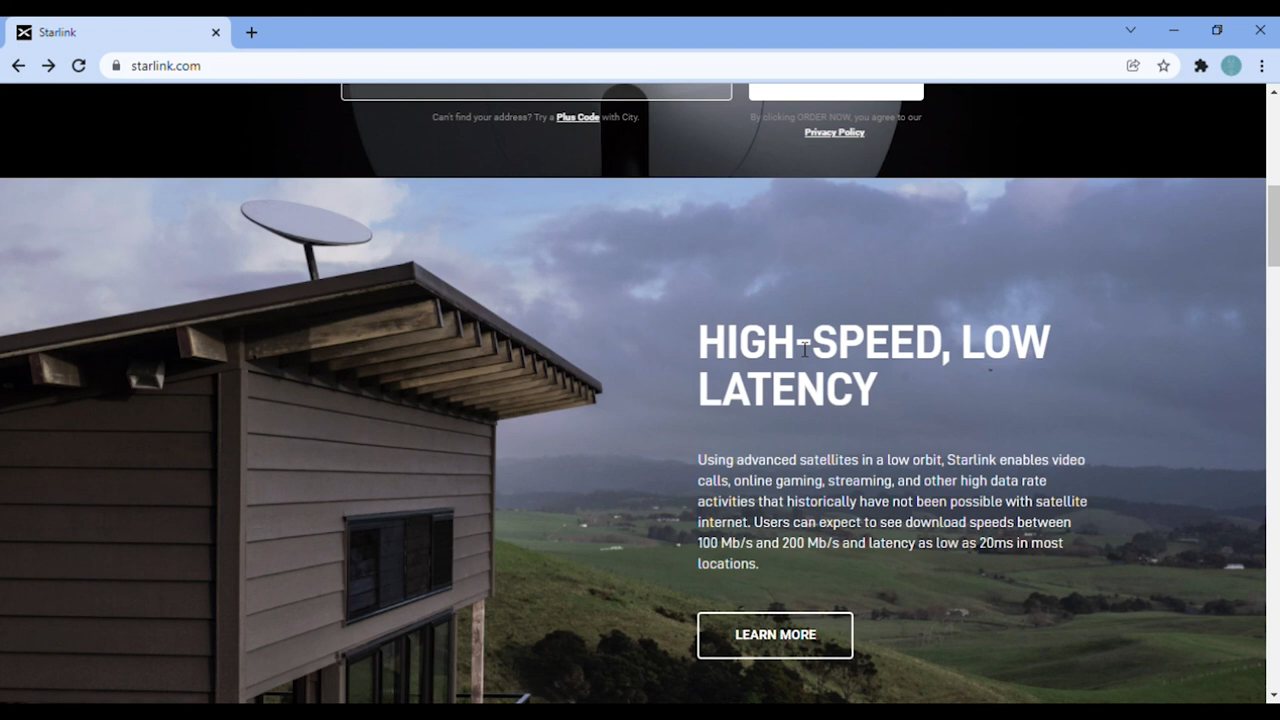 Starlink
starlink.com
Can't find your address? Try a Plus Code with City.
By clicking ORDER NOW, you agree to our
Privacy Policy
HIGH-SPEED, LOW
LATENCY
Using advanced satellites in a low orbit, Starlink enables video
calls, online gaming, streaming, and other high data rate
activities that historically have not been possible with satellite
internet. Users can expect to see download speeds between
100 Mb/s and 200 Mb/s and latency as low as 20ms in most
locations.
LEARN MORE